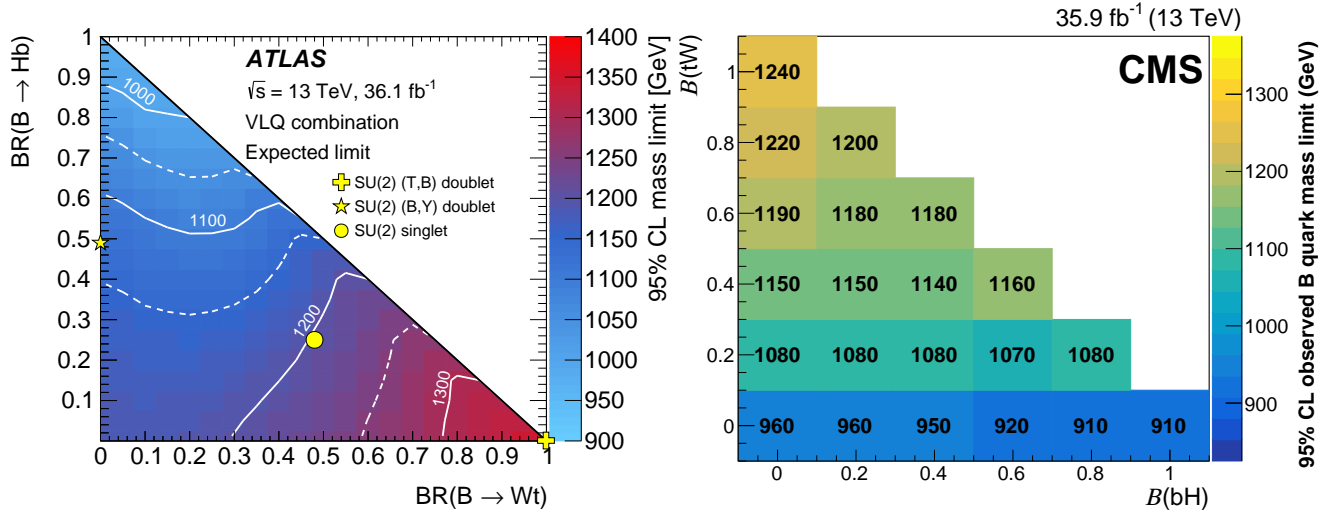 ATLAS
√s = 13 TeV, 36.1 fb⁻¹
VLQ combination
Expected limit
SU(2) (T,B) doublet
SU(2) (B,Y) doublet
SU(2) singlet
BR(B → Hb)
1
0.9
0.8
0.7
0.6
0.5
0.4
0.3
0.2
0.1
1000
1100
1200
1300
0 0.1 0.2 0.3 0.4 0.5 0.6 0.7 0.8 0.9 1
BR(B → Wt)
1400
1300
1200
1100
1000
900
95% CL mass limit [GeV]
35.9 fb⁻¹ (13 TeV)
CMS
B(tW)
1
0.8
0.6
0.4
0.2
0
1240
1220 1200
1190 1180 1180
1150 1150 1140 1160
1080 1080 1080 1070 1080
960 960 950 920 910 910
0 0.2 0.4 0.6 0.8 1
B(bH)
1300
1200
1100
1000
900
95% CL observed B quark mass limit (GeV)